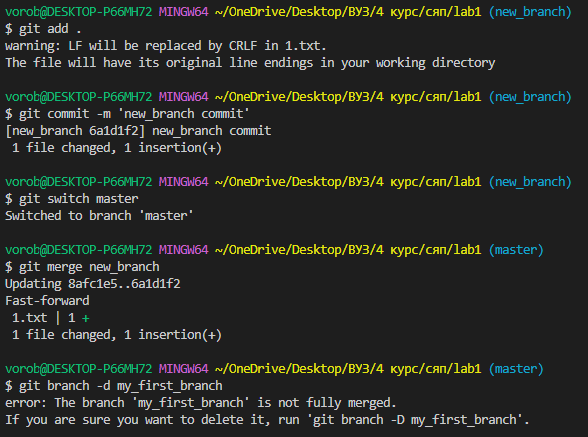 vorob@DESKTOP-P66MH72 MINGW64 ~/OneDrive/Desktop/ВУЗ/4 курс/сяп/lab1 (new_branch)
$ git add .
warning: LF will be replaced by CRLF in 1.txt.
The file will have its original line endings in your working directory
vorob@DESKTOP-P66MH72 MINGW64 ~/OneDrive/Desktop/ВУЗ/4 курс/сяп/lab1 (new_branch)
$ git commit -m 'new_branch commit'
[new_branch 6a1d1f2] new_branch commit
1 file changed, 1 insertion(+)
vorob@DESKTOP-P66MH72 MINGW64 ~/OneDrive/Desktop/ВУЗ/4 курс/сяп/lab1 (new_branch)
$ git switch master
Switched to branch 'master'
vorob@DESKTOP-P66MH72 MINGW64 ~/OneDrive/Desktop/ВУЗ/4 курс/сяп/lab1 (master)
$ git merge new_branch
Updating 8afc1e5..6a1d1f2
Fast-forward
1.txt | 1 +
1 file changed, 1 insertion(+)
vorob@DESKTOP-P66MH72 MINGW64 ~/OneDrive/Desktop/ВУЗ/4 курс/сяп/lab1 (master)
$ git branch -d my_first_branch
error: The branch 'my_first_branch' is not fully merged.
If you are sure you want to delete it, run 'git branch -D my_first_branch'.